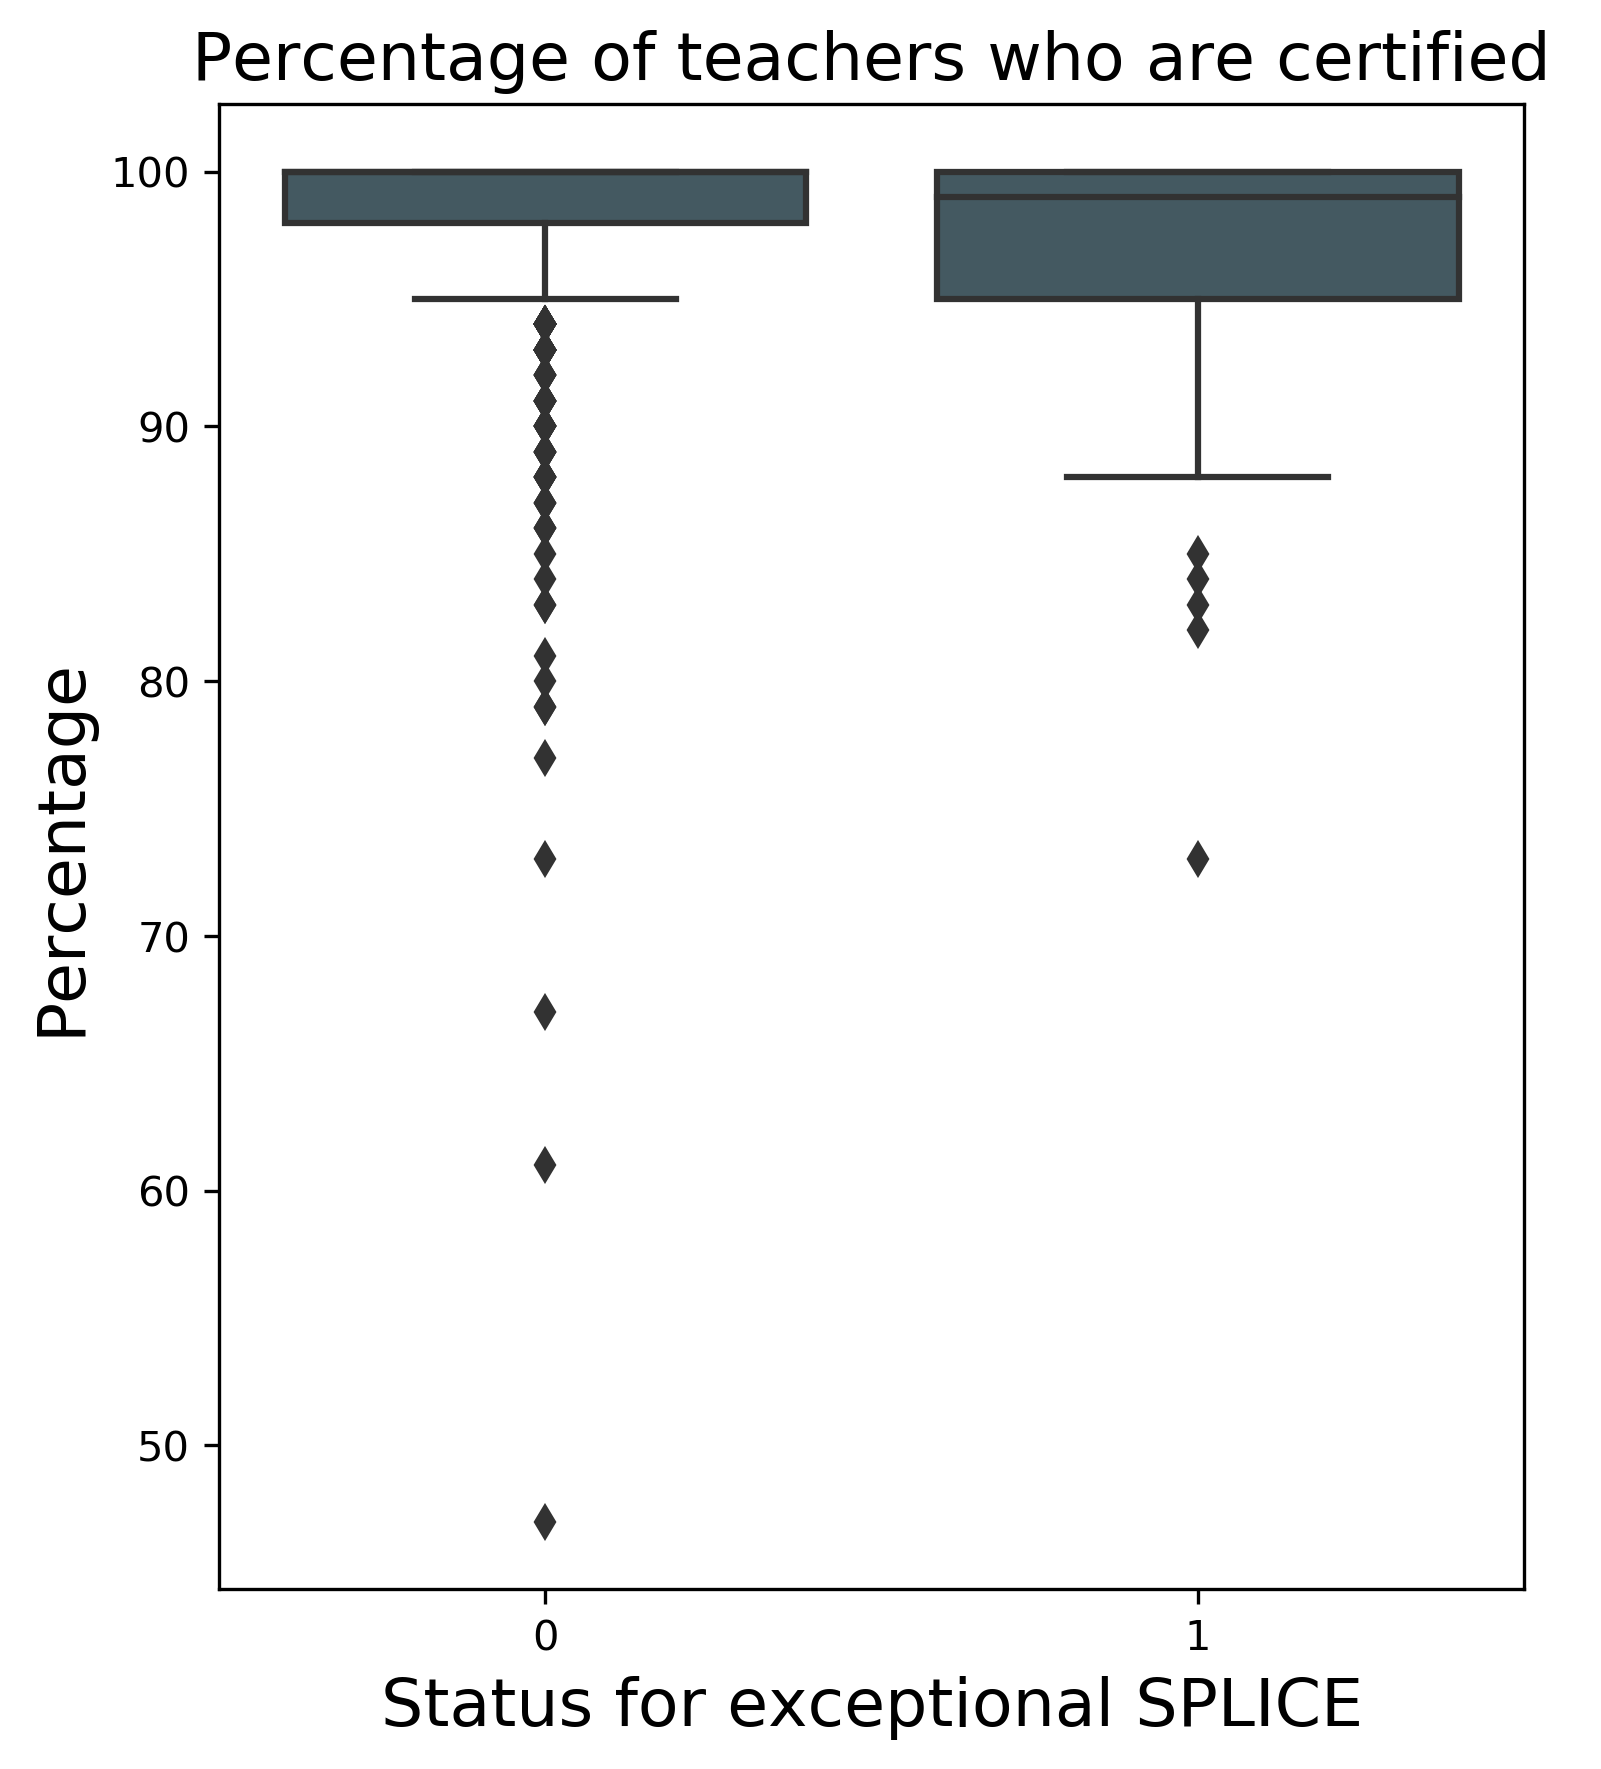 Percentage of teachers who are certified
Percentage
100
90
80
70
60
50
0
1
Status for exceptional SPLICE